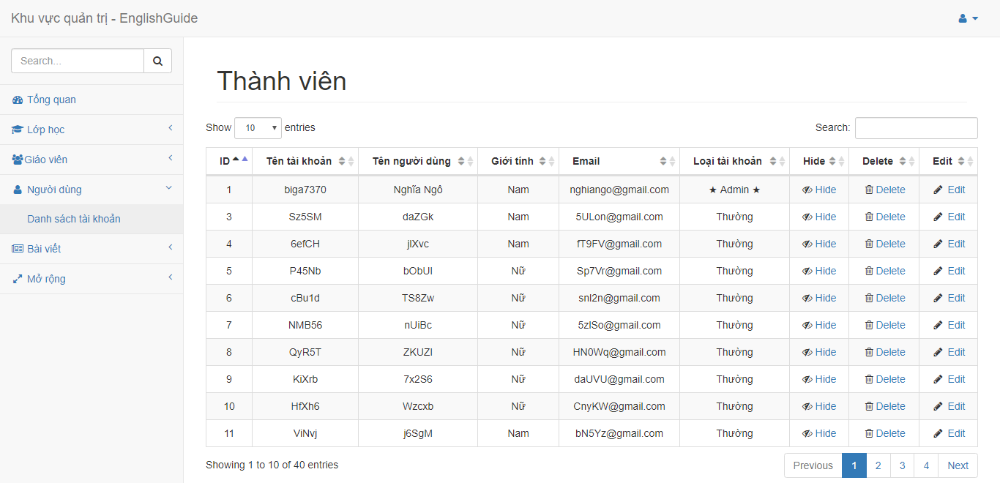 Khu vực quản trị - EnglishGuide
Search...
Tổng quan
Lớp học
Giáo viên
Người dùng
Danh sách tài khoản
Bài viết
Mở rộng
Thành viên
Show 10 entries
Search:
ID Tên tài khoản Tên người dùng Giới tính Email Loại tài khoản Hide Delete Edit
1 biga7370 Nghĩa Ngô Nam nghiango@gmail.com ★ Admin ★ Hide Delete Edit
3 Sz5SM daZGk Nam 5ULon@gmail.com Thường Hide Delete Edit
4 6efCH jlXvc Nam fT9FV@gmail.com Thường Hide Delete Edit
5 P45Nb bObUI Nữ Sp7Vr@gmail.com Thường Hide Delete Edit
6 cBu1d TS8Zw Nữ snI2n@gmail.com Thường Hide Delete Edit
7 NMB56 nUiBc Nữ 5zlSo@gmail.com Thường Hide Delete Edit
8 QyR5T ZKUZI Nữ HN0Wq@gmail.com Thường Hide Delete Edit
9 KiXrb 7x2S6 Nữ daUVU@gmail.com Thường Hide Delete Edit
10 HfXh6 Wzcxb Nữ CnyKW@gmail.com Thường Hide Delete Edit
11 ViNvj j6SgM Nam bN5Yz@gmail.com Thường Hide Delete Edit
Showing 1 to 10 of 40 entries
Previous 1 2 3 4 Next